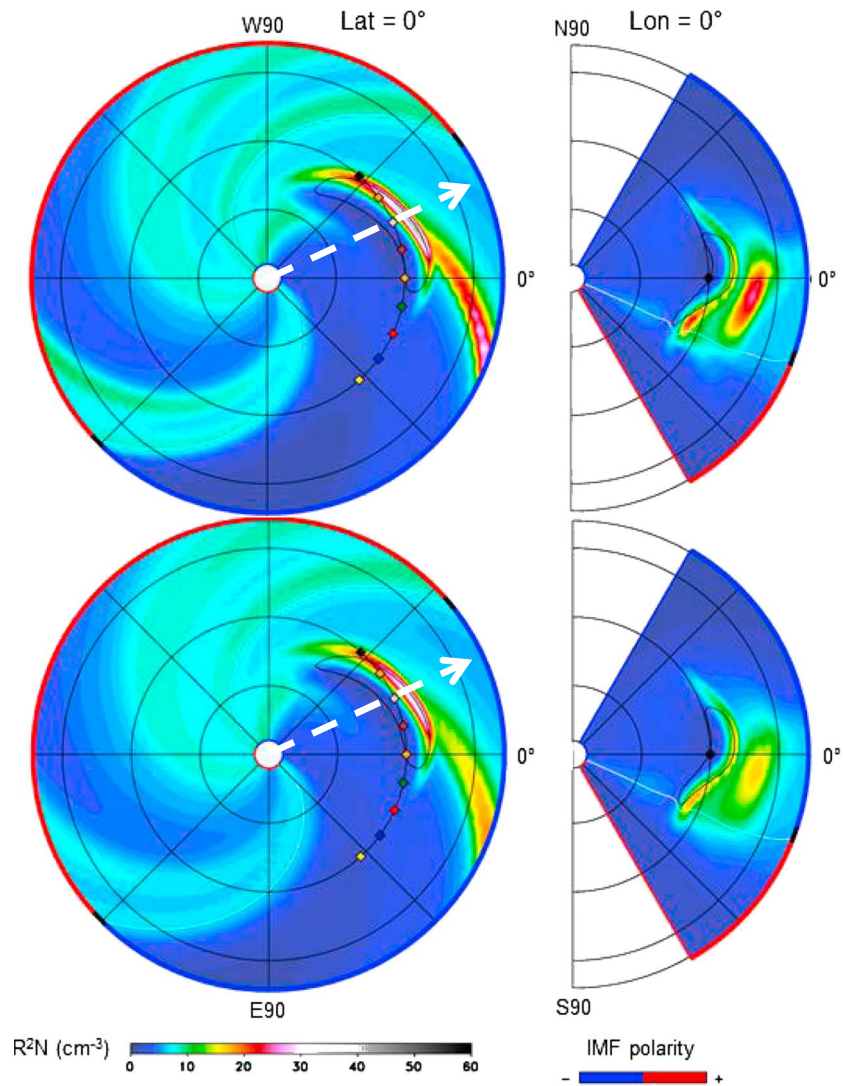 W90 Lat = 0° N90 Lon = 0°
0° 0°
0° 0°
E90 S90
R²N (cm⁻³) 0 10 20 30 40 50 60
IMF polarity
- +